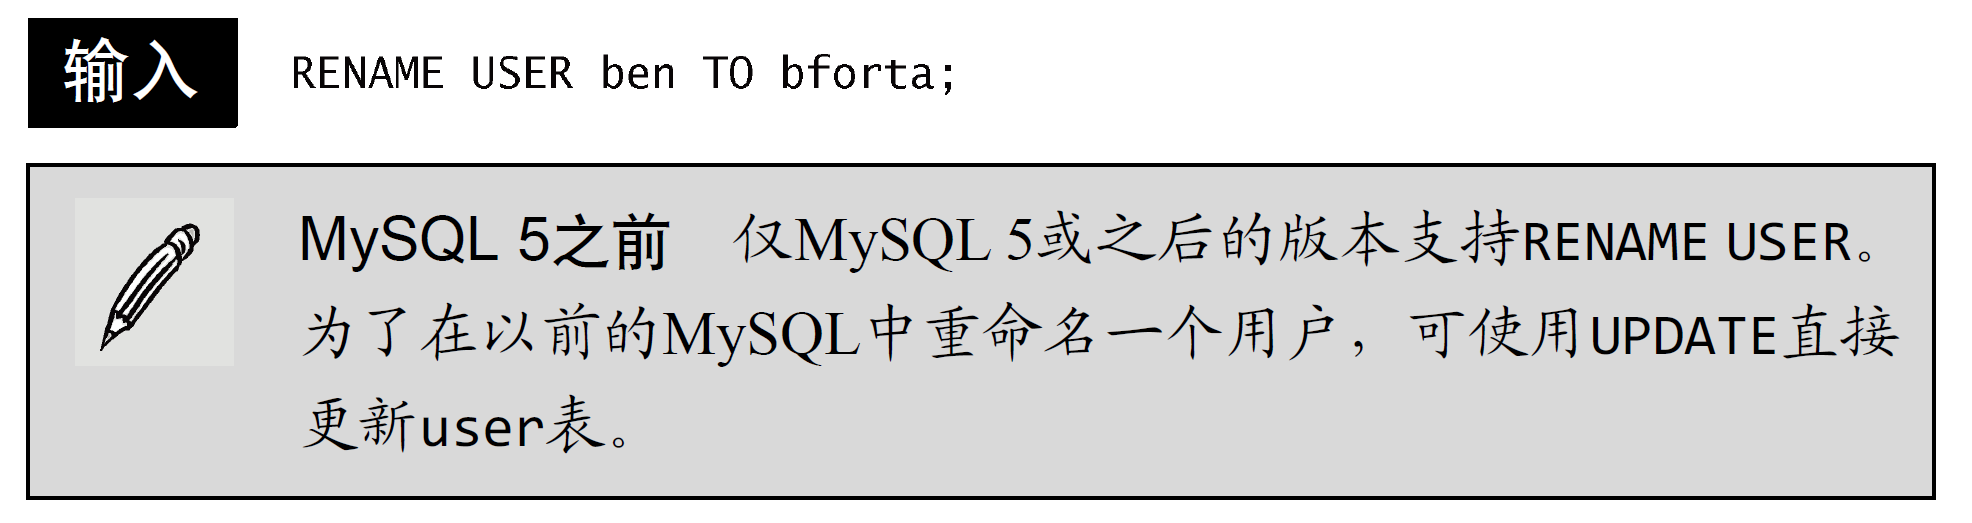 输入 RENAME USER ben TO bforta;
MySQL 5之前 仅MySQL 5或之后的版本支持RENAME USER。
为了在以前的MySQL中重命名一个用户，可使用UPDATE直接
更新user表。